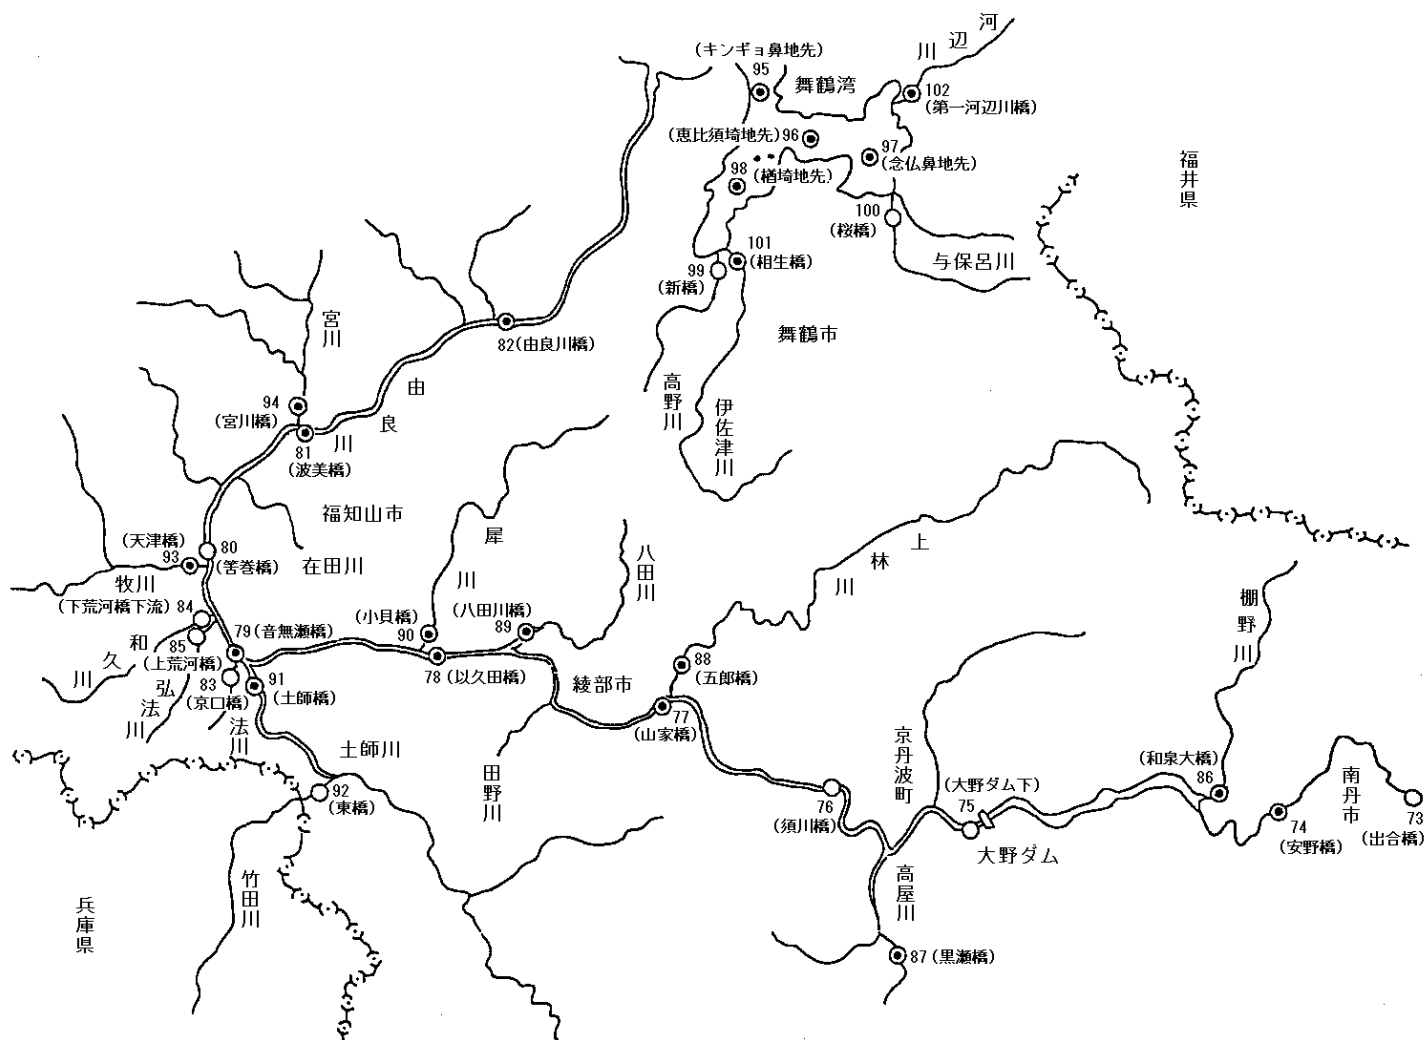 河辺川
(キンギョ鼻地先)
95
舞鶴湾
102
(第一河辺川橋)
(恵比須埼地先)96
97
(念仏鼻地先)
98
(楢埼地先)
福井県
100
(桜橋)
101
(相生橋)
与保呂川
99
(新橋)
舞鶴市
宮川
82(由良川橋)
高野川
伊佐津川
由良川
94
(宮川橋)
81
(波美橋)
福知山市
犀川
(天津橋)
80
93
(筈巻橋)
在田川
八田川
上林川
牧川
棚野川
(下荒河橋下流)
84
(小貝橋)
(八田川橋)
和久川
79(音無瀬橋)
90
89
85
(上荒河橋)
88
(五郎橋)
83
(京口橋)
91
(土師橋)
78(以久田橋)
綾部市
弘法川
法川
77
(山家橋)
土師川
京丹波町
(和泉大橋)
田野川
(大野ダム下)
86
南丹市
92
(東橋)
76
(須川橋)
75
74
(安野橋)
73
(出合橋)
大野ダム
竹田川
高屋川
兵庫県
87(黒瀬橋)